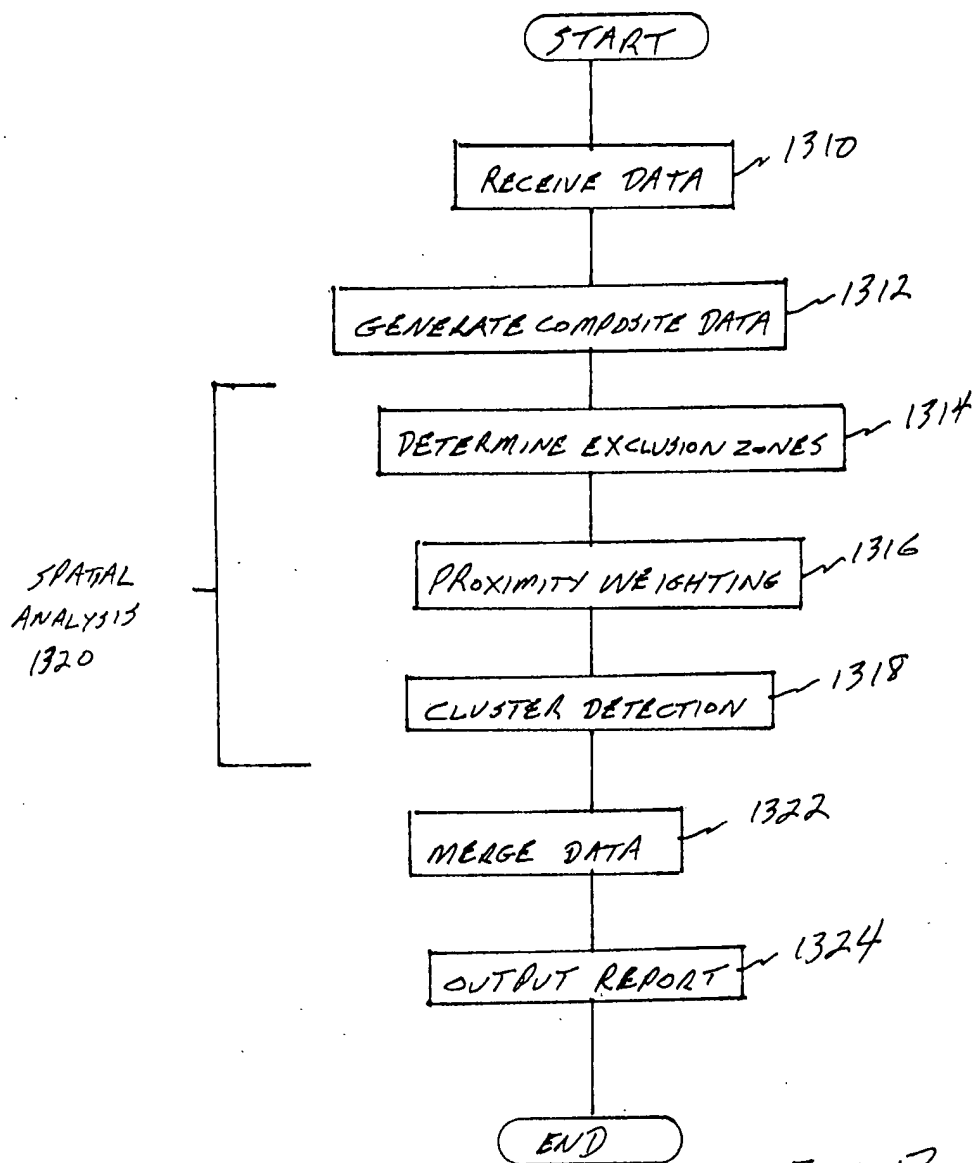 START
RECEIVE DATA
1310
GENERATE COMPOSITE DATA
1312
DETERMINE EXCLUSION ZONES
1314
PROXIMITY WEIGHTING
1316
SPATIAL
ANALYSIS
1320
CLUSTER DETECTION
1318
MERGE DATA
1322
OUTPUT REPORT
1324
END